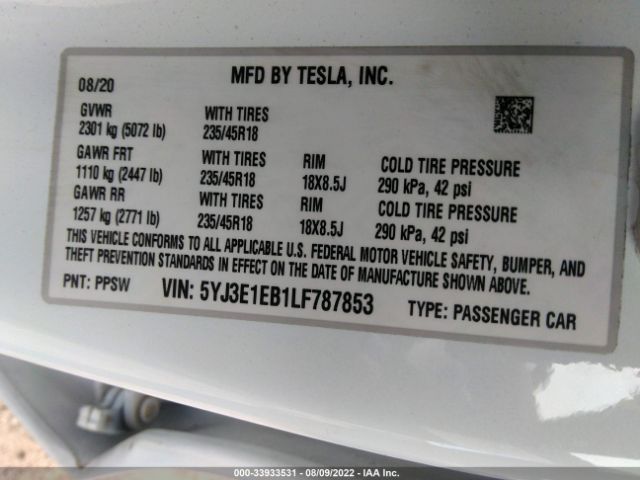 MFD BY TESLA, INC.
08/20
GVWR WITH TIRES
2301 kg (5072 lb) 235/45R18
GAWR FRT WITH TIRES RIM COLD TIRE PRESSURE
1110 kg (2447 lb) 235/45R18 18X8.5J 290 kPa, 42 psi
GAWR RR WITH TIRES RIM COLD TIRE PRESSURE
1257 kg (2771 lb) 235/45R18 18X8.5J 290 kPa, 42 psi
THIS VEHICLE CONFORMS TO ALL APPLICABLE U.S. FEDERAL MOTOR VEHICLE SAFETY, BUMPER, AND
THEFT PREVENTION STANDARDS IN EFFECT ON THE DATE OF MANUFACTURE SHOWN ABOVE.
PNT: PPSW VIN: 5YJ3E1EB1LF787853 TYPE: PASSENGER CAR
000-33933531 - 08/09/2022 - IAA Inc.